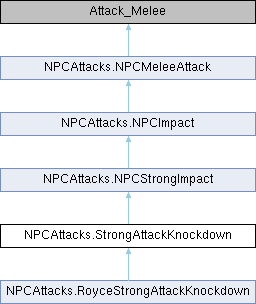 Attack_Melee
NPCAttacks.NPCMeleeAttack
NPCAttacks.NPCImpact
NPCAttacks.NPCStrongImpact
NPCAttacks.StrongAttackKnockdown
NPCAttacks.RoyceStrongAttackKnockdown